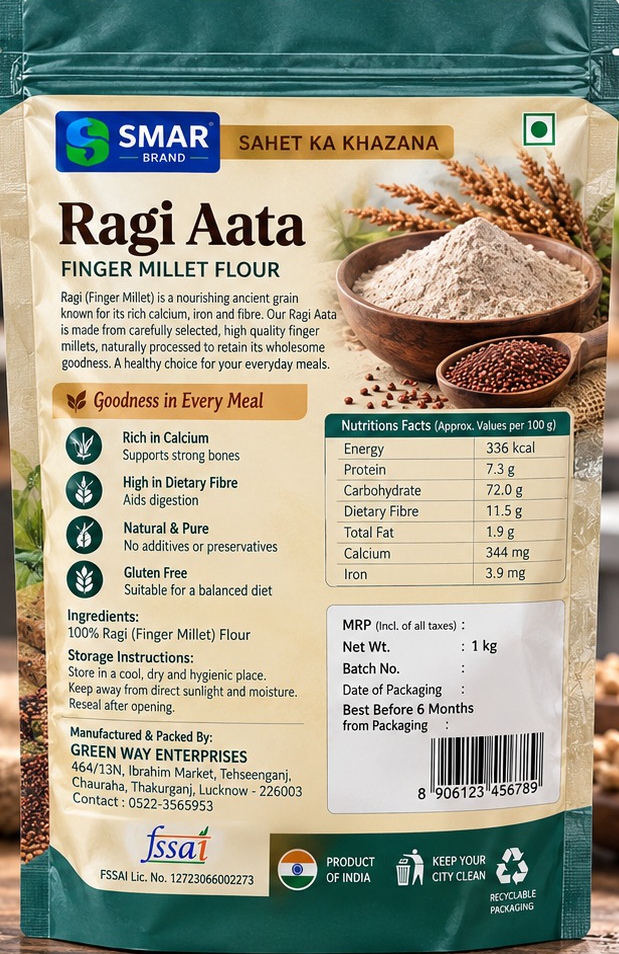 SMAR
BRAND
SAHET KA KHAZANA
Ragi Aata
FINGER MILLET FLOUR
Ragi (Finger Millet) is a nourishing ancient grain
known for its rich calcium, iron and fibre. Our Ragi Aata
is made from carefully selected, high quality finger
millets, naturally processed to retain its wholesome
goodness. A healthy choice for your everyday meals.
Goodness in Every Meal
Rich in Calcium
Supports strong bones
High in Dietary Fibre
Aids digestion
Natural & Pure
No additives or preservatives
Gluten Free
Suitable for a balanced diet
Ingredients:
100% Ragi (Finger Millet) Flour
Storage Instructions:
Store in a cool, dry and hygienic place.
Keep away from direct sunlight and moisture.
Reseal after opening.
Manufactured & Packed By:
GREEN WAY ENTERPRISES
464/13N, Ibrahim Market, Tehseenganj,
Chauraha, Thakurganj, Lucknow - 226003
Contact : 0522-3565953
Nutritions Facts (Approx. Values per 100 g)
Energy 336 kcal
Protein 7.3 g
Carbohydrate 72.0 g
Dietary Fibre 11.5 g
Total Fat 1.9 g
Calcium 344 mg
Iron 3.9 mg
MRP (Incl. of all taxes) :
Net Wt. : 1 kg
Batch No. :
Date of Packaging :
Best Before 6 Months
from Packaging :
8 906123 456789
fssai
FSSAI Lic. No. 12723066002273
PRODUCT
OF INDIA
KEEP YOUR
CITY CLEAN
RECYCLABLE
PACKAGING